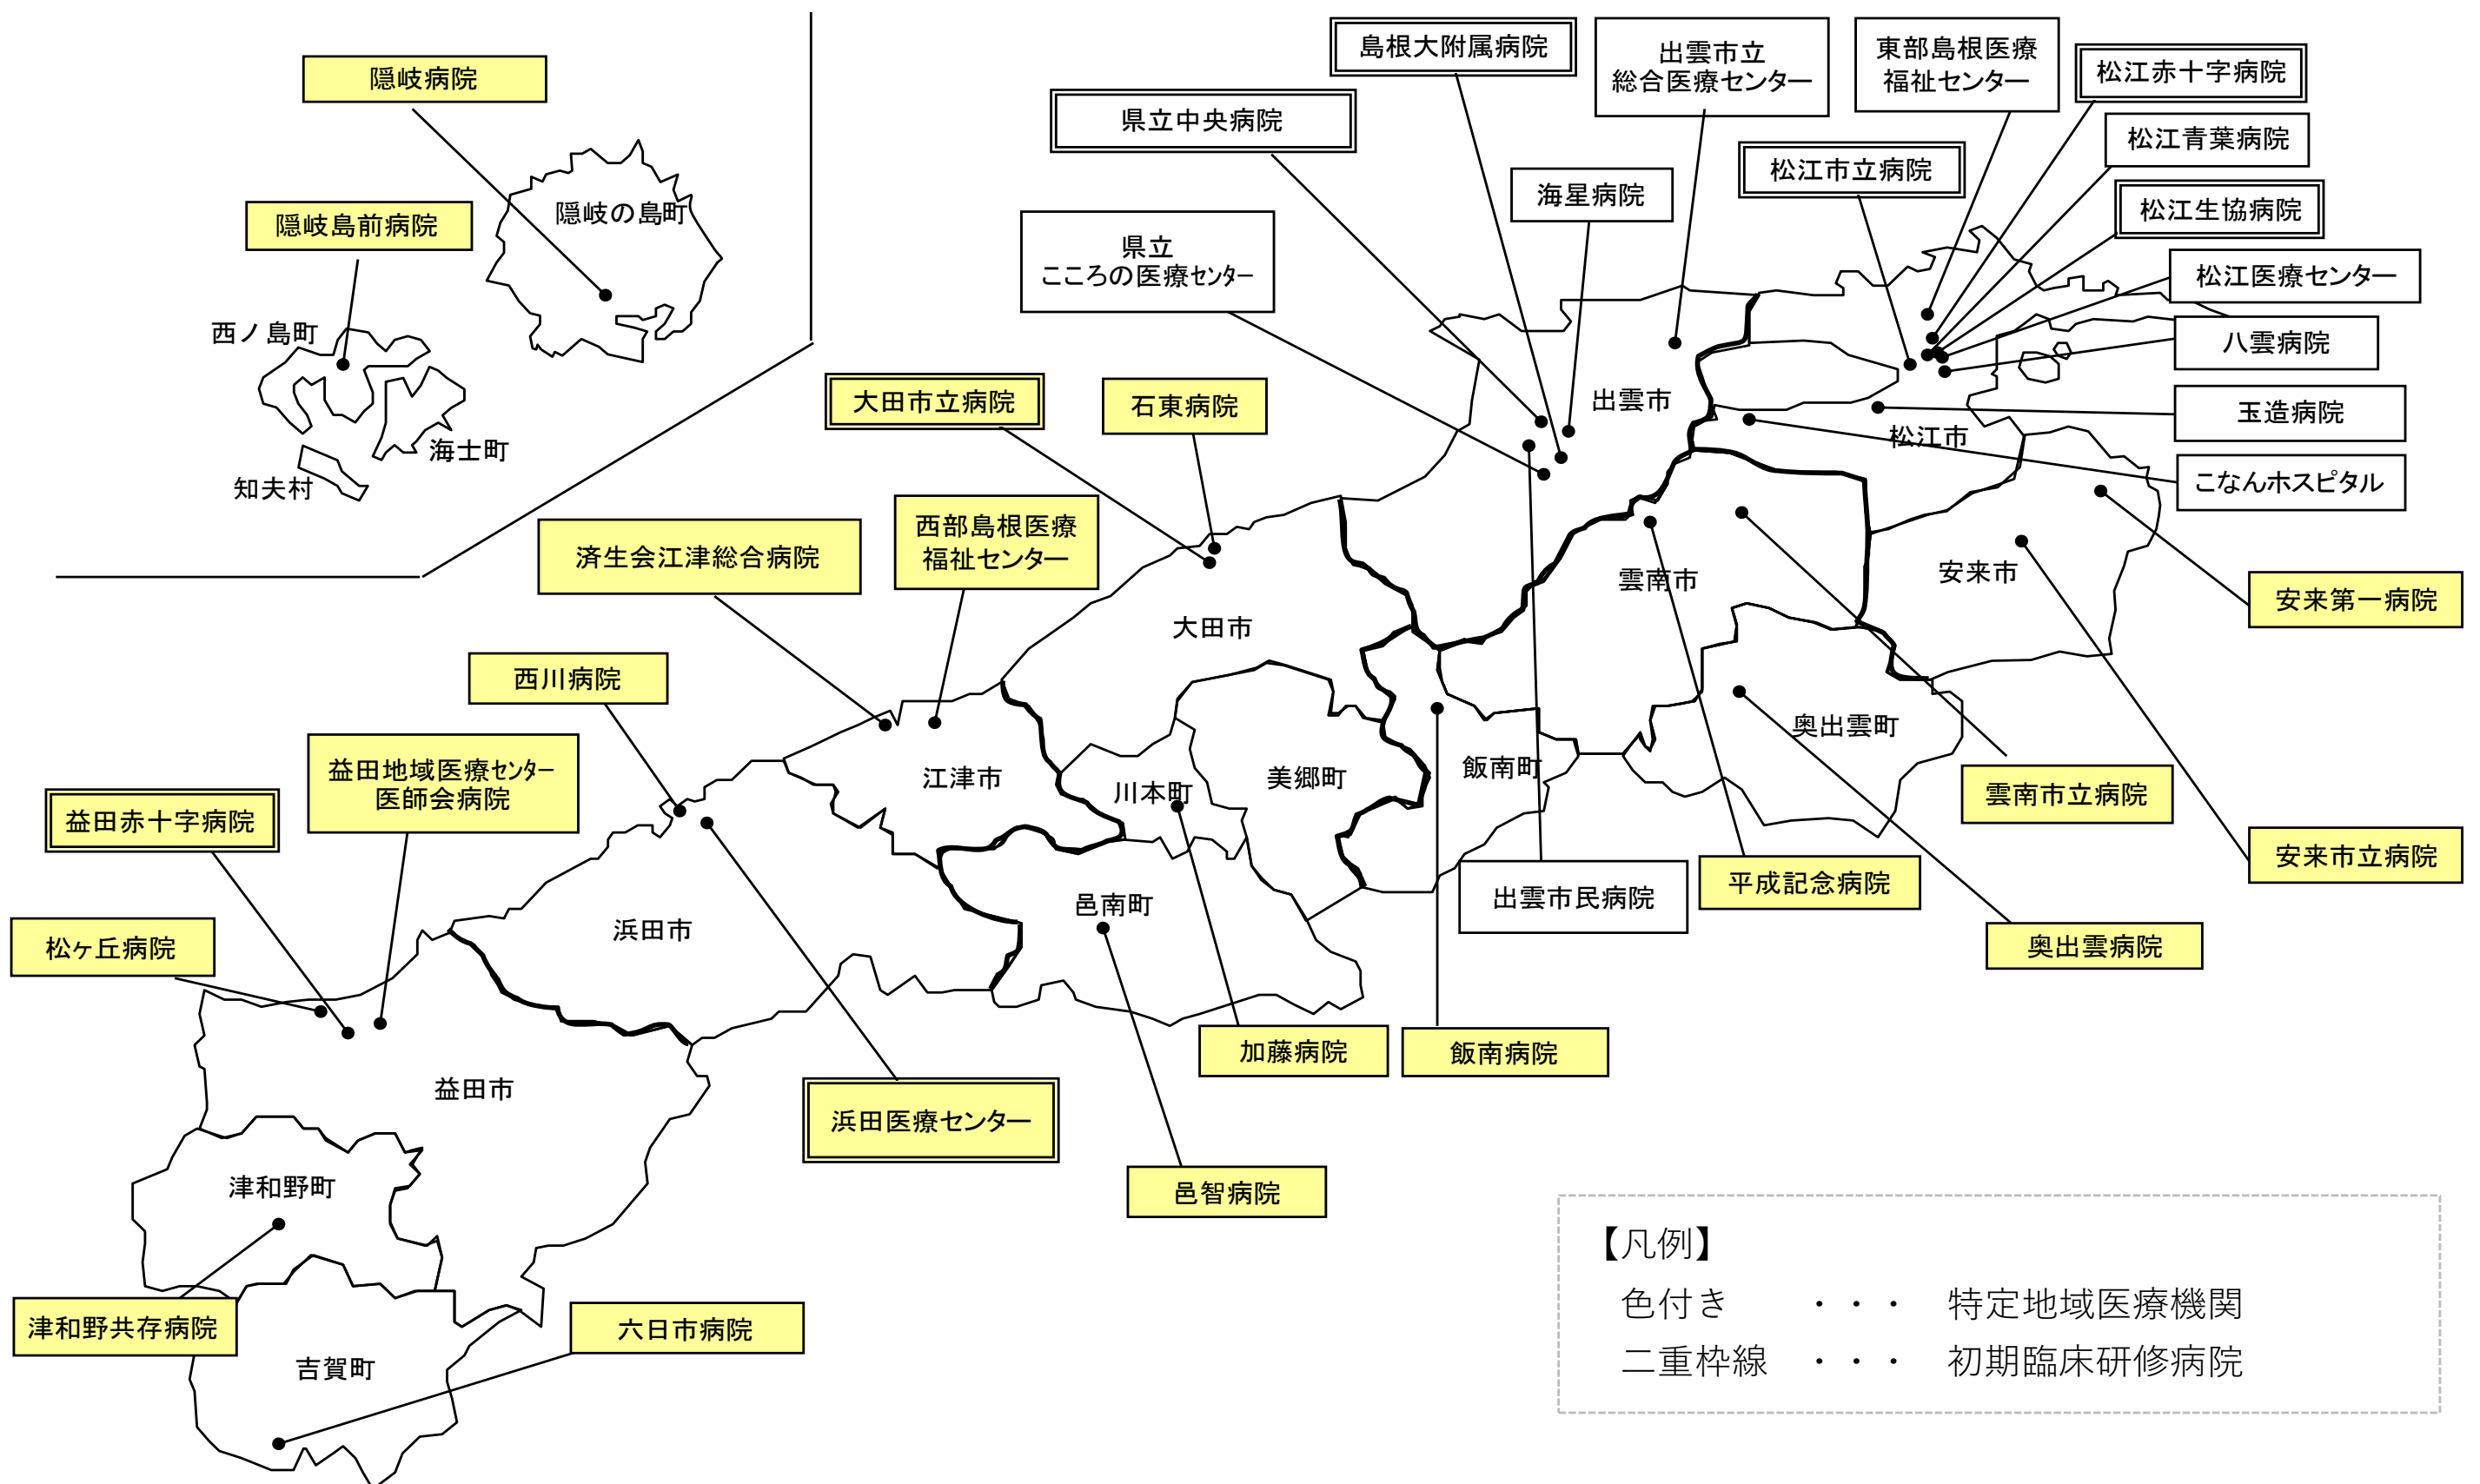 隠岐病院
隠岐島前病院
隠岐の島町
西ノ島町
海士町
知夫村
島根大附属病院
出雲市立
総合医療センター
東部島根医療
福祉センター
松江赤十字病院
県立中央病院
松江青葉病院
松江市立病院
海星病院
松江生協病院
県立
こころの医療センター
松江医療センター
八雲病院
玉造病院
こなんホスピタル
出雲市
松江市
大田市立病院
石東病院
西部島根医療
福祉センター
済生会江津総合病院
雲南市
安来市
安来第一病院
大田市
西川病院
奥出雲町
飯南町
美郷町
川本町
江津市
益田地域医療センター
医師会病院
益田赤十字病院
雲南市立病院
安来市立病院
平成記念病院
出雲市民病院
奥出雲病院
邑南町
浜田市
松ヶ丘病院
加藤病院
飯南病院
益田市
浜田医療センター
津和野町
邑智病院
津和野共存病院
六日市病院
吉賀町
【凡例】
色付き ・・・ 特定地域医療機関
二重枠線 ・・・ 初期臨床研修病院